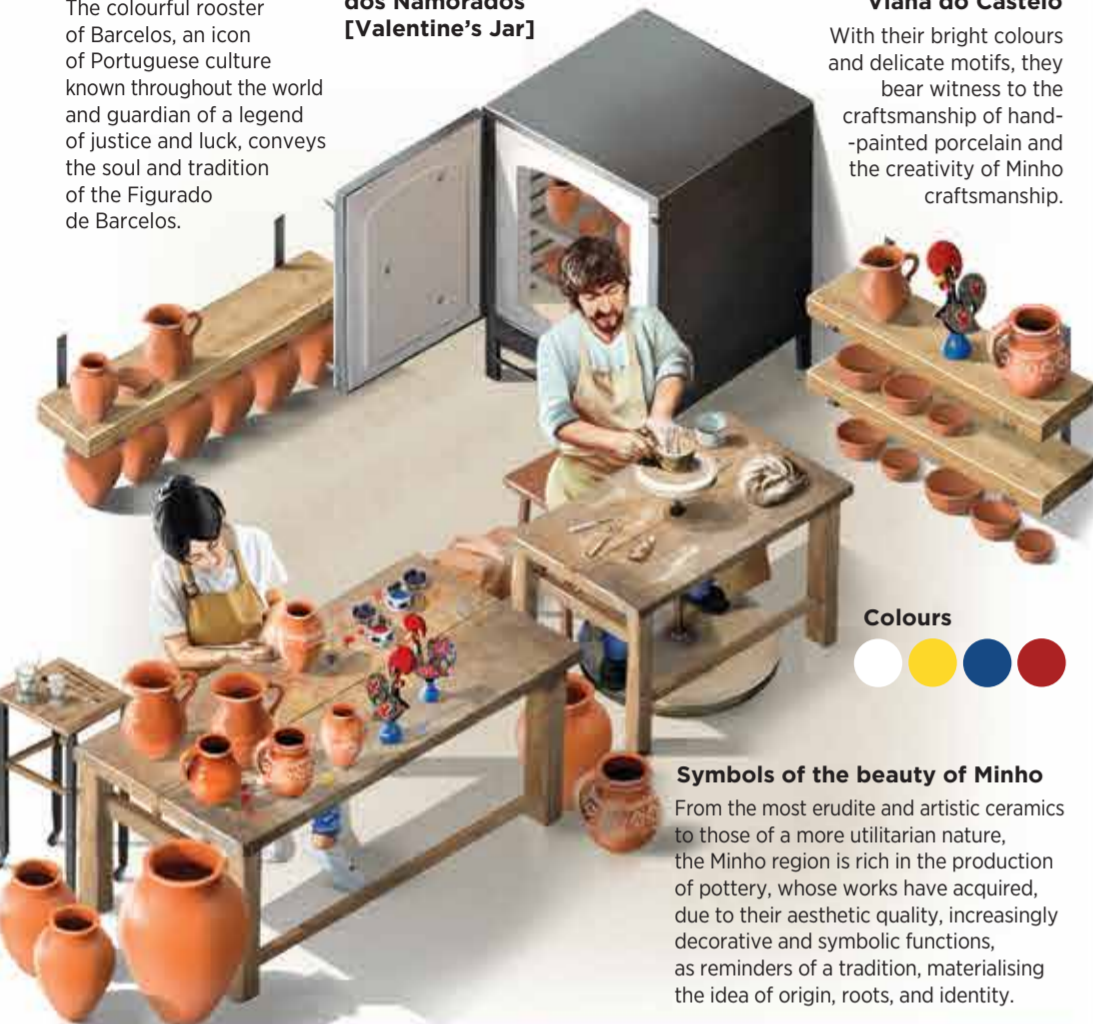 The colourful rooster
of Barcelos, an icon
of Portuguese culture
known throughout the world
and guardian of a legend
of justice and luck, conveys
the soul and tradition
of the Figurado
de Barcelos.
dos Namorados
[Valentine's Jar]
Viana do Castelo
With their bright colours
and delicate motifs, they
bear witness to the
craftsmanship of hand-
-painted porcelain and
the creativity of Minho
craftsmanship.
Colours
Symbols of the beauty of Minho
From the most erudite and artistic ceramics
to those of a more utilitarian nature,
the Minho region is rich in the production
of pottery, whose works have acquired,
due to their aesthetic quality, increasingly
decorative and symbolic functions,
as reminders of a tradition, materialising
the idea of origin, roots, and identity.